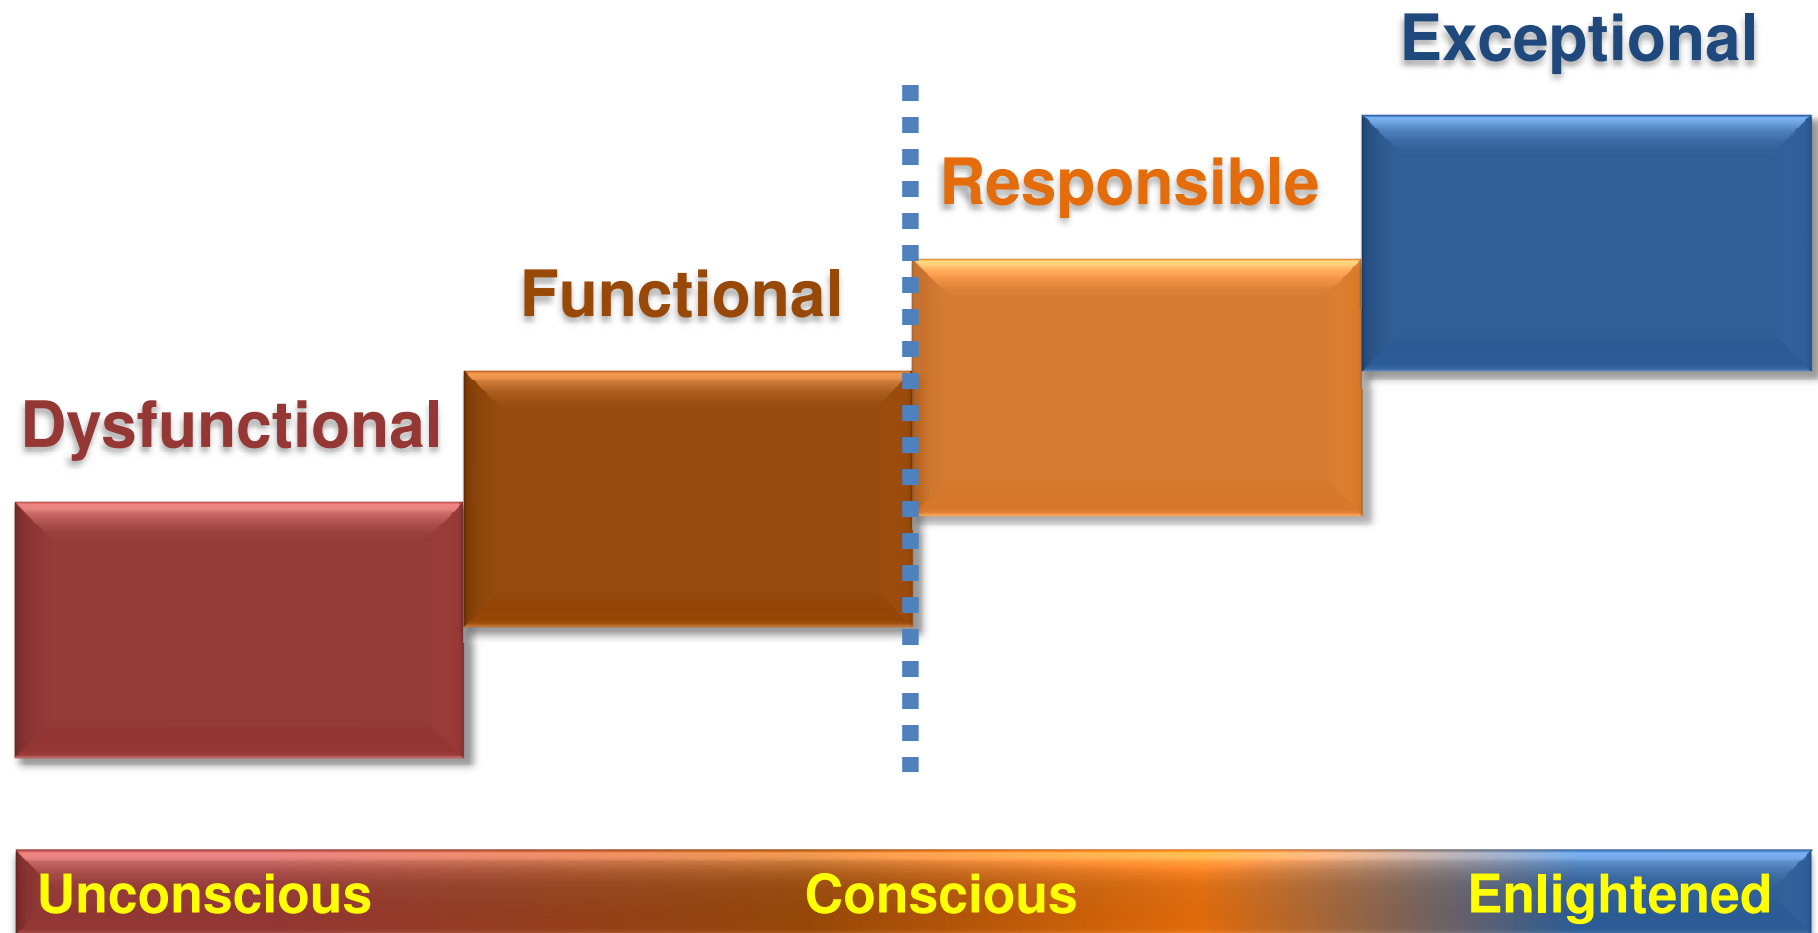 Exceptional
Responsible
Functional
Dysfunctional
Unconscious Conscious Enlightened